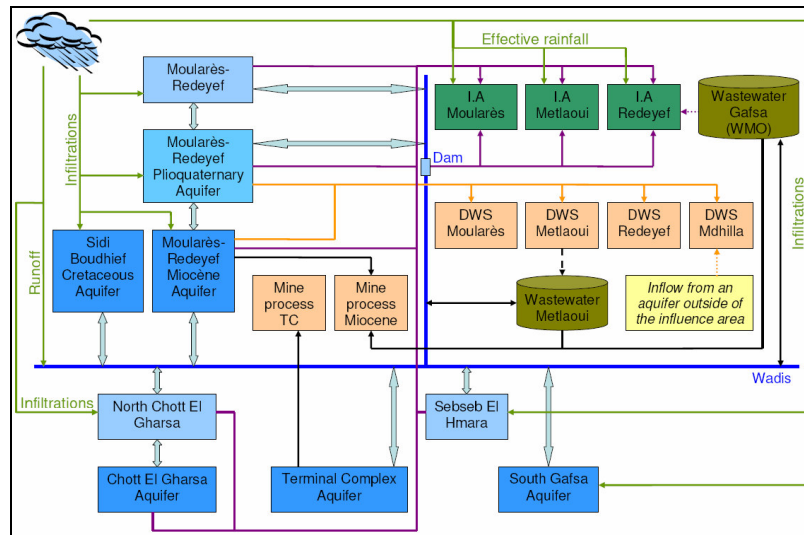 Effective rainfall
Moularès-
Redeyef
I.A
Moularès
I.A
Metlaoui
I.A
Redeyef
Wastewater
Gafsa
(WMO)
Infiltrations
Moularès-
Redeyef
Plioquaternary
Aquifer
Dam
DWS
Moularès
DWS
Metlaoui
DWS
Redeyef
DWS
Mdhilla
Infiltrations
Runoff
Sidi
Boudhief
Cretaceous
Aquifer
Moularès-
Redeyef
Miocène
Aquifer
Mine
process
TC
Mine
process
Miocene
Wastewater
Metlaoui
Inflow from an
aquifer outside of
the influence area
Wadis
Infiltrations
North Chott El
Gharsa
Sebseb El
Hmara
Chott El Gharsa
Aquifer
Terminal Complex
Aquifer
South Gafsa
Aquifer